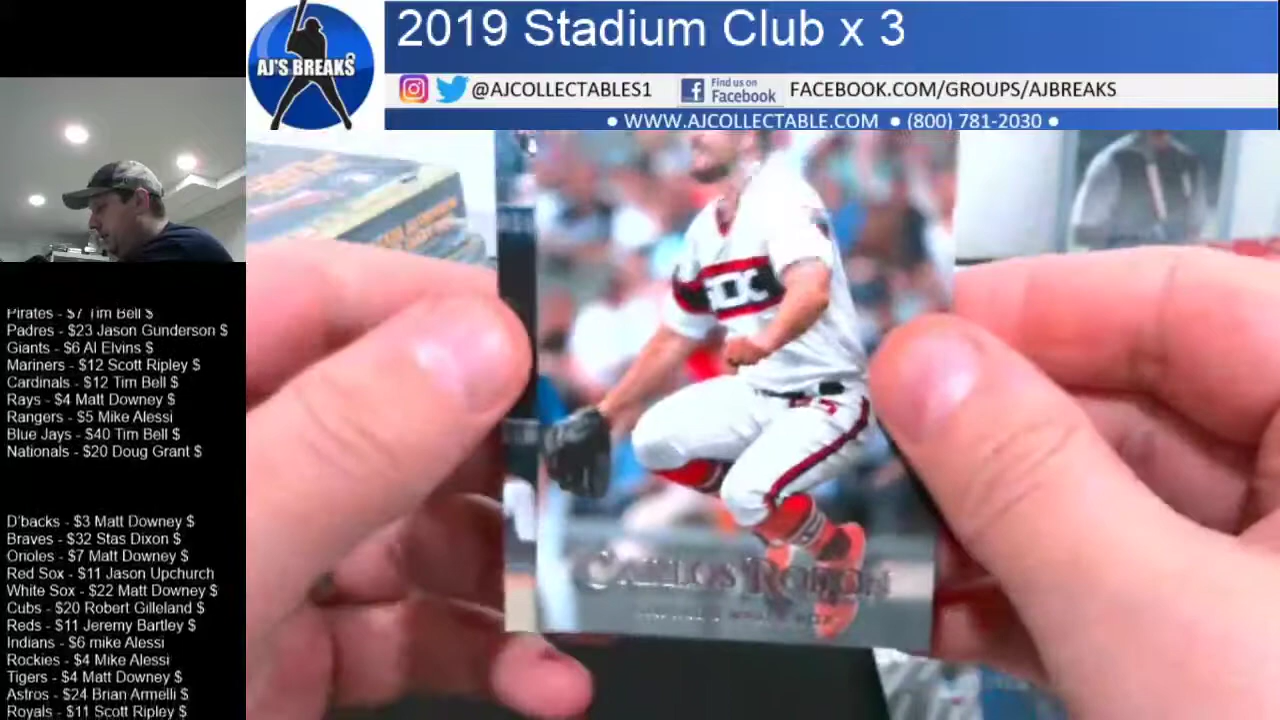 2019 Stadium Club x 3
AJ'S BREAKS
@AJCOLLECTABLES1
Find us on
Facebook
FACEBOOK.COM/GROUPS/AJBREAKS
• WWW.AJCOLLECTABLE.COM • (800) 781-2030 •
Pirates - $7 Tim Bell $
Padres - $23 Jason Gunderson $
Giants - $6 Al Elvins $
Mariners - $12 Scott Ripley $
Cardinals - $12 Tim Bell $
Rays - $4 Matt Downey $
Rangers - $5 Mike Alessi
Blue Jays - $40 Tim Bell $
Nationals - $20 Doug Grant $
D'backs - $3 Matt Downey $
Braves - $32 Stas Dixon $
Orioles - $7 Matt Downey $
Red Sox - $11 Jason Upchurch
White Sox - $22 Matt Downey $
Cubs - $20 Robert Gilleland $
Reds - $11 Jeremy Bartley $
Indians - $6 mike Alessi
Rockies - $4 Mike Alessi
Tigers - $4 Matt Downey $
Astros - $24 Brian Armelli $
Royals - $11 Scott Ripley $
SOX
CARLOS RODON